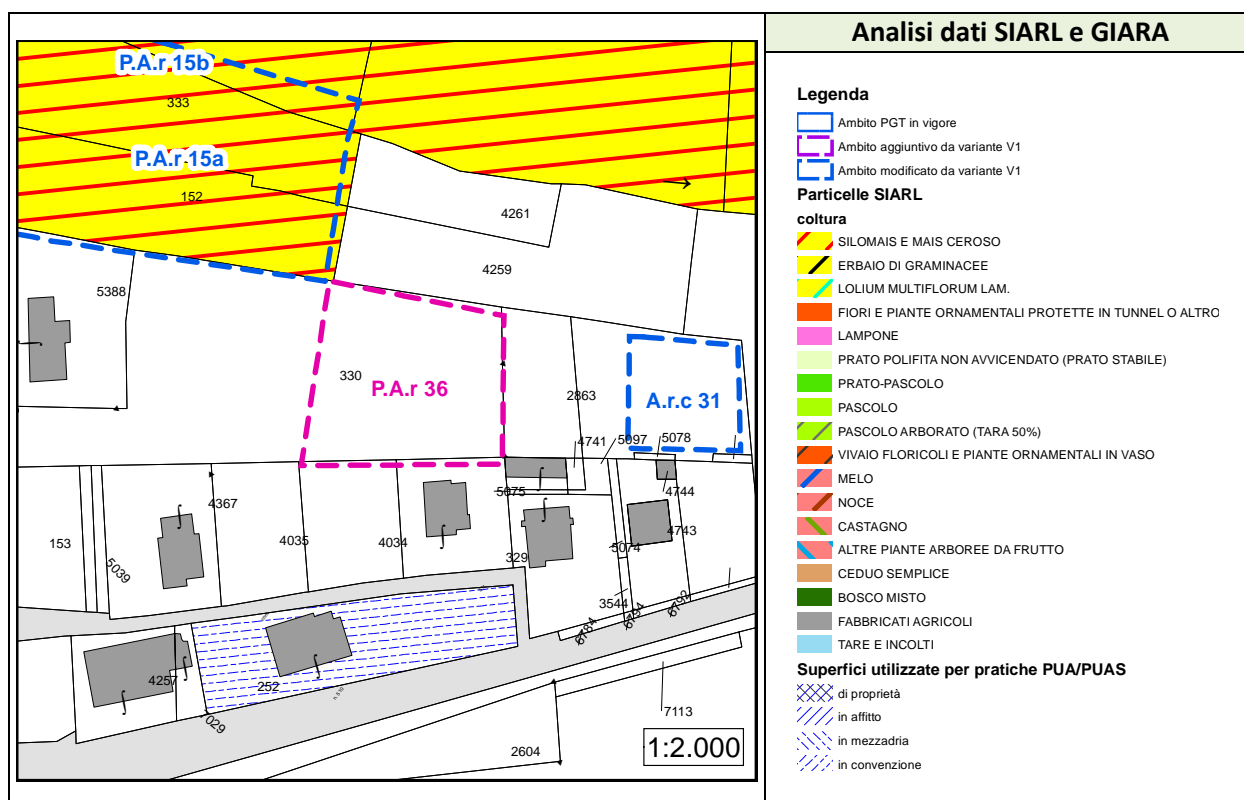 Analisi dati SIARL e GIARA
P.A.r 15b
333
P.A.r 15a
152
4261
4259
5388
330
P.A.r 36
2863
A.r.c 31
4741
5097
5078
5075
4744
4367
4743
153
4035
4034
329
5074
5039
3544
6784
6794
6792
4257
252
7029
7113
2604
1:2.000
Legenda
Ambito PGT in vigore
Ambito aggiuntivo da variante V1
Ambito modificato da variante V1
Particelle SIARL
coltura
SILOMAIS E MAIS CEROSO
ERBAIO DI GRAMINACEE
LOLIUM MULTIFLORUM LAM.
FIORI E PIANTE ORNAMENTALI PROTETTE IN TUNNEL O ALTRO
LAMPONE
PRATO POLIFITA NON AVVICENDATO (PRATO STABILE)
PRATO-PASCOLO
PASCOLO
PASCOLO ARBORATO (TARA 50%)
VIVAIO FLORICOLI E PIANTE ORNAMENTALI IN VASO
MELO
NOCE
CASTAGNO
ALTRE PIANTE ARBOREE DA FRUTTO
CEDUO SEMPLICE
BOSCO MISTO
FABBRICATI AGRICOLI
TARE E INCOLTI
Superfici utilizzate per pratiche PUA/PUAS
di proprietà
in affitto
in mezzadria
in convenzione